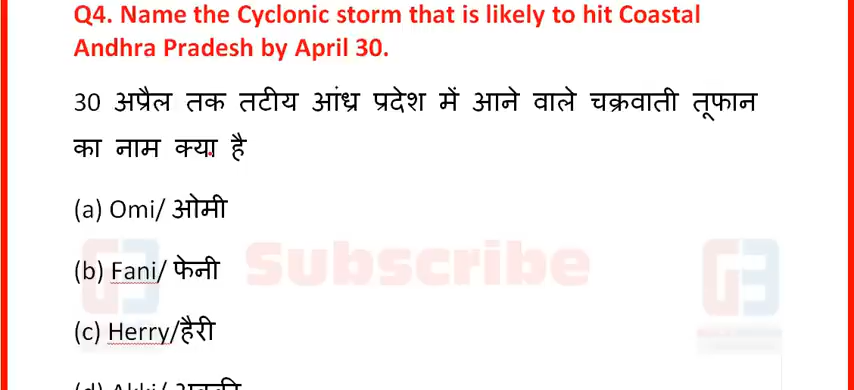 Q4. Name the Cyclonic storm that is likely to hit Coastal
Andhra Pradesh by April 30.
30 अप्रैल तक तटीय आंध्र प्रदेश में आने वाले चक्रवाती तूफान
का नाम क्या है
(a) Omi/ ओमी
(b) Fani/ फेनी
Subscribe
(c) Herry/हैरी